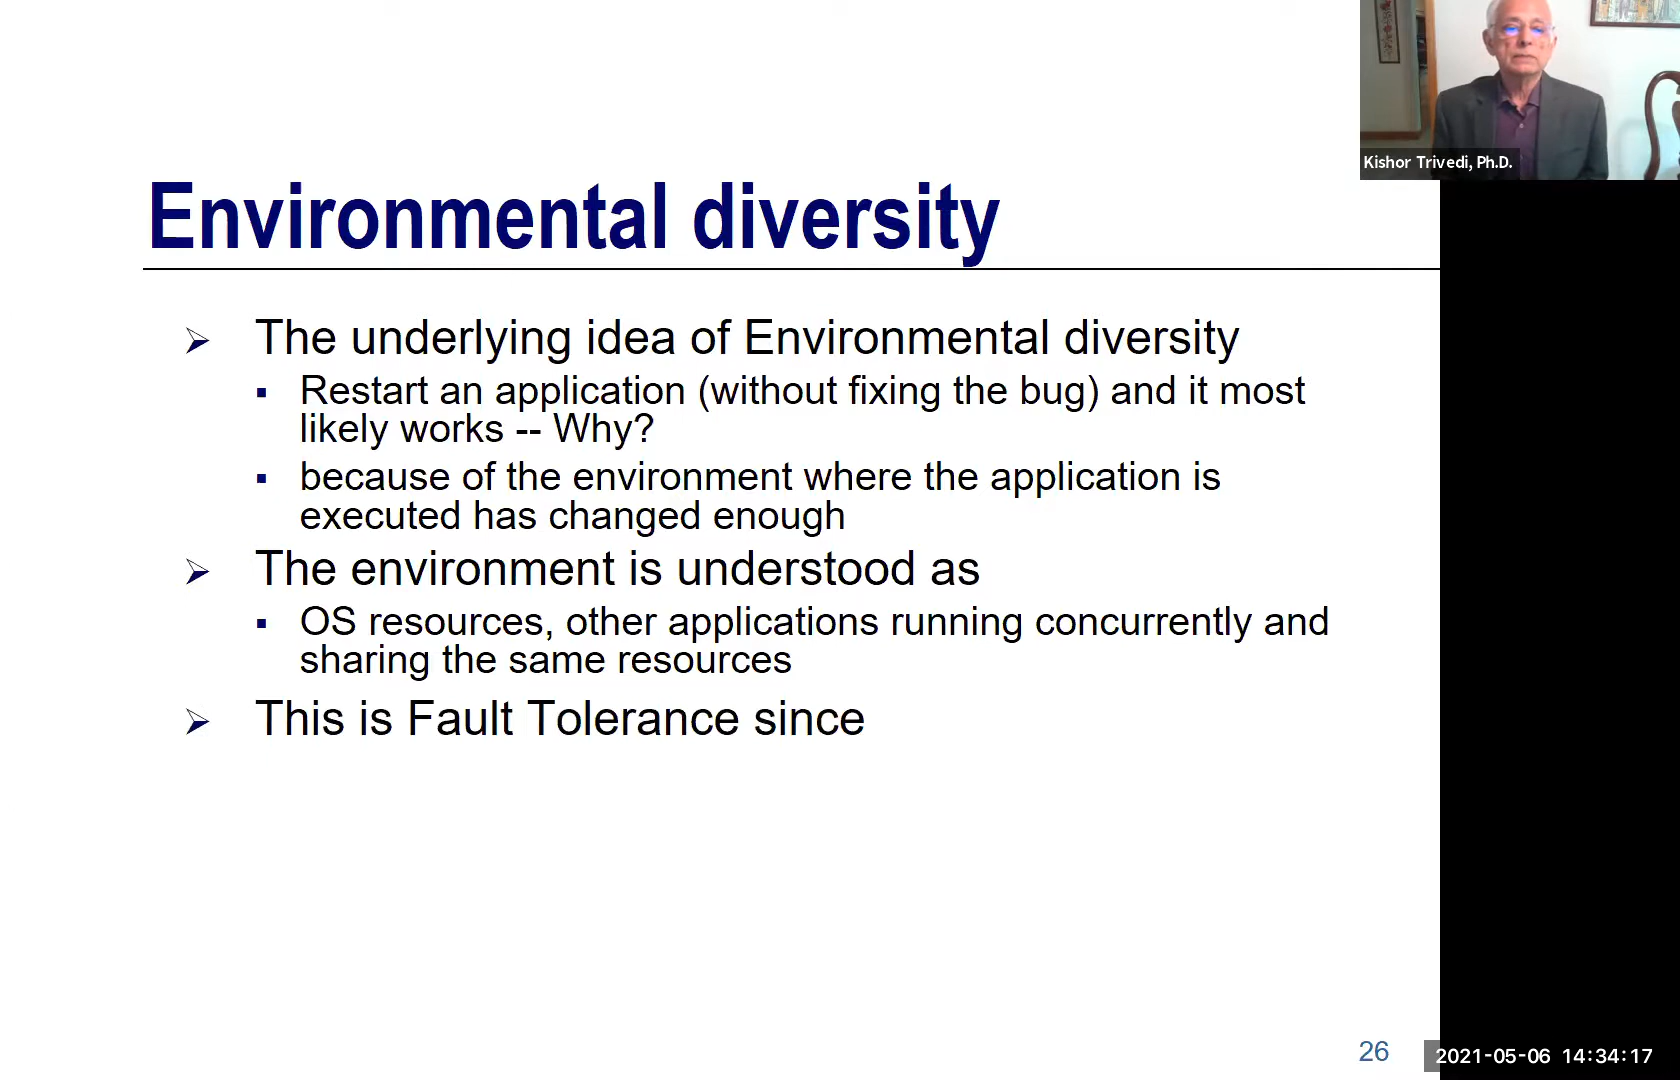 Kishor Trivedi, Ph.D.
Environmental diversity
➢ The underlying idea of Environmental diversity
▪ Restart an application (without fixing the bug) and it most
likely works -- Why?
▪ because of the environment where the application is
executed has changed enough
➢ The environment is understood as
▪ OS resources, other applications running concurrently and
sharing the same resources
➢ This is Fault Tolerance since
26
2021-05-06 14:34:17